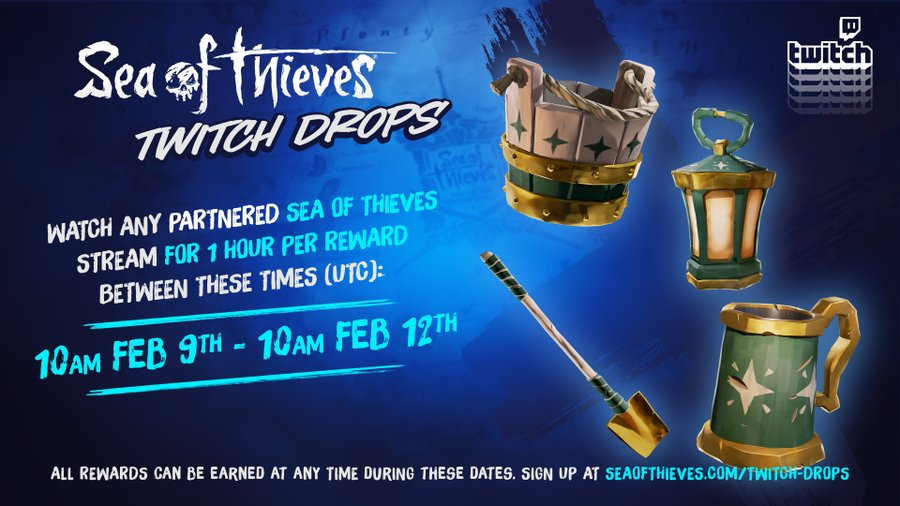 Sea of Thieves
TWITCH DROPS
twitch
WATCH ANY PARTNERED SEA OF THIEVES
STREAM FOR 1 HOUR PER REWARD
BETWEEN THESE TIMES (UTC):
10AM FEB 9TH - 10AM FEB 12TH
ALL REWARDS CAN BE EARNED AT ANY TIME DURING THESE DATES. SIGN UP AT SEAOFTHIEVES.COM/TWITCH-DROPS